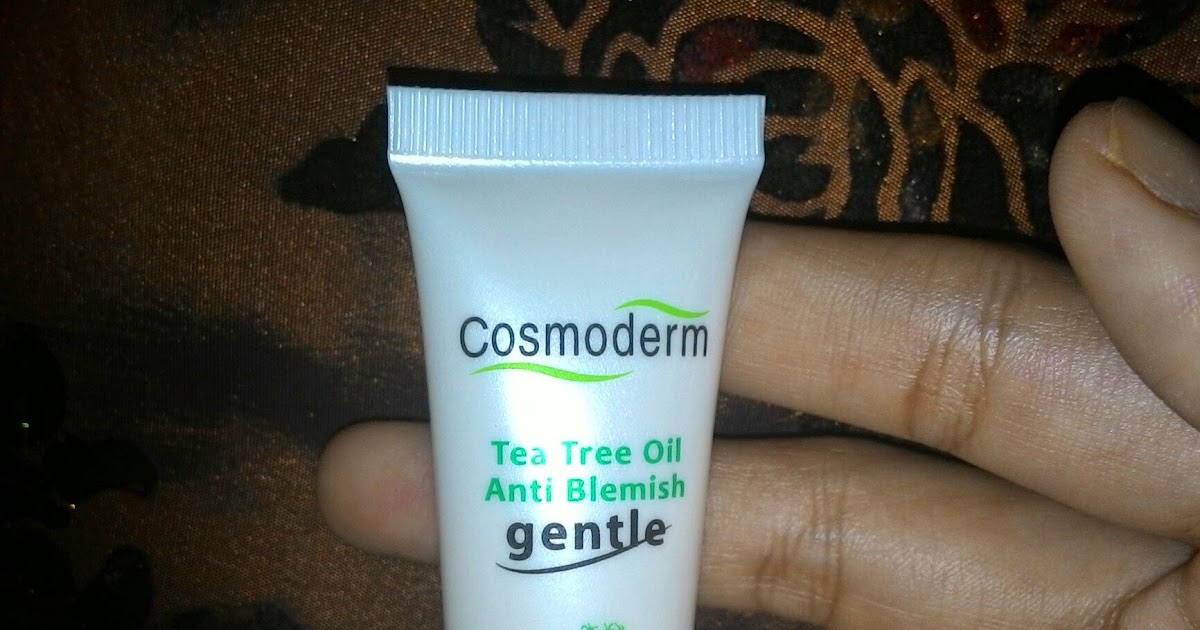 Cosmoderm
Tea Tree Oil
Anti Blemish
gentle